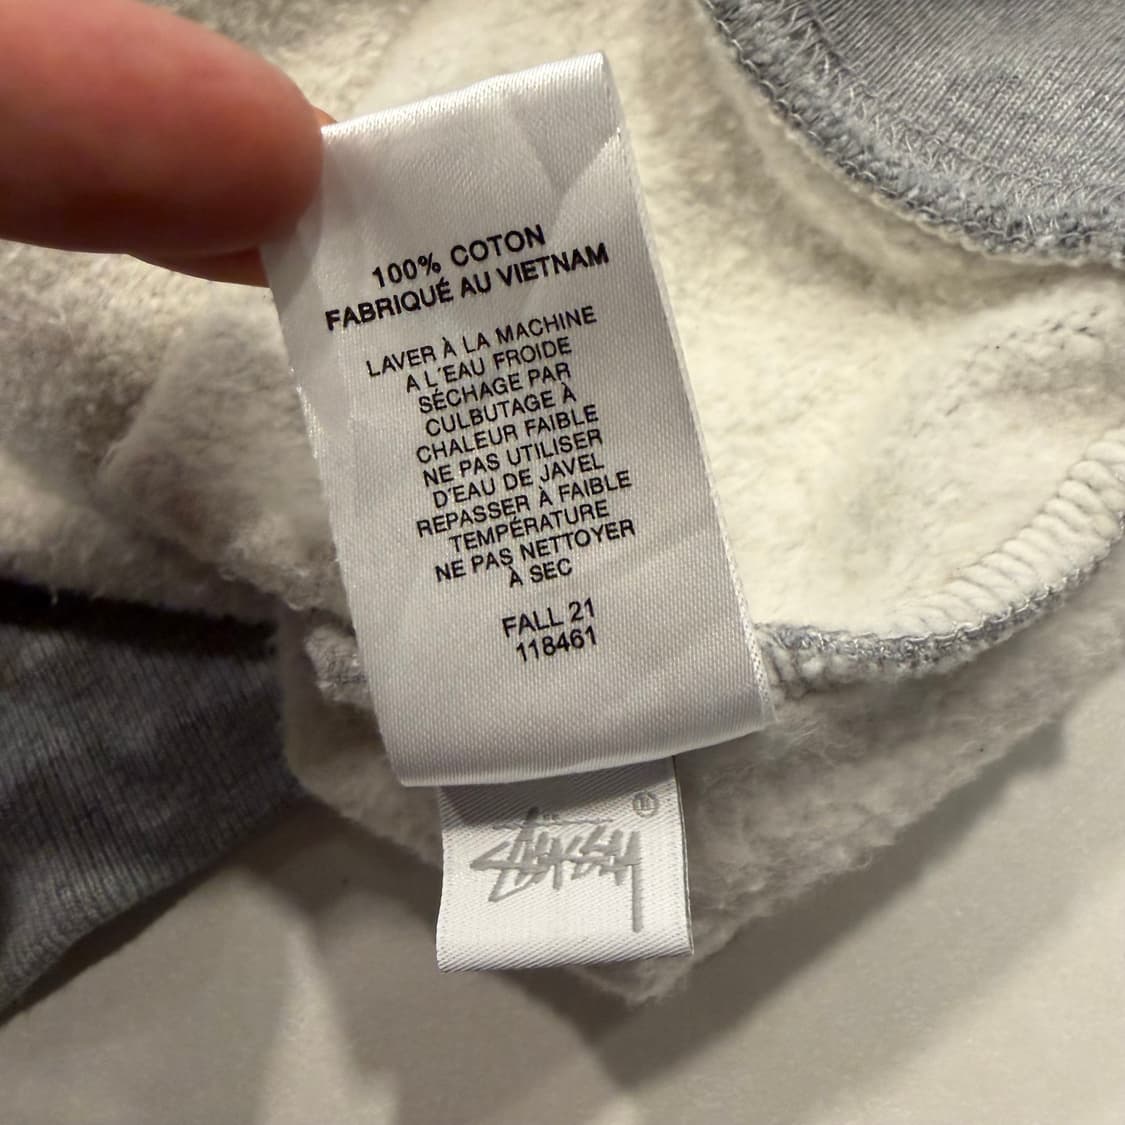 100% COTON
FABRIQUÉ AU VIETNAM
LAVER À LA MACHINE
A L'EAU FROIDE
SÉCHAGE PAR
CULBUTAGE À
CHALEUR FAIBLE
NE PAS UTILISER
D'EAU DE JAVEL
REPASSER À FAIBLE
TEMPÉRATURE
NE PAS NETTOYER
À SEC
FALL 21
118461
STÜSSY ®